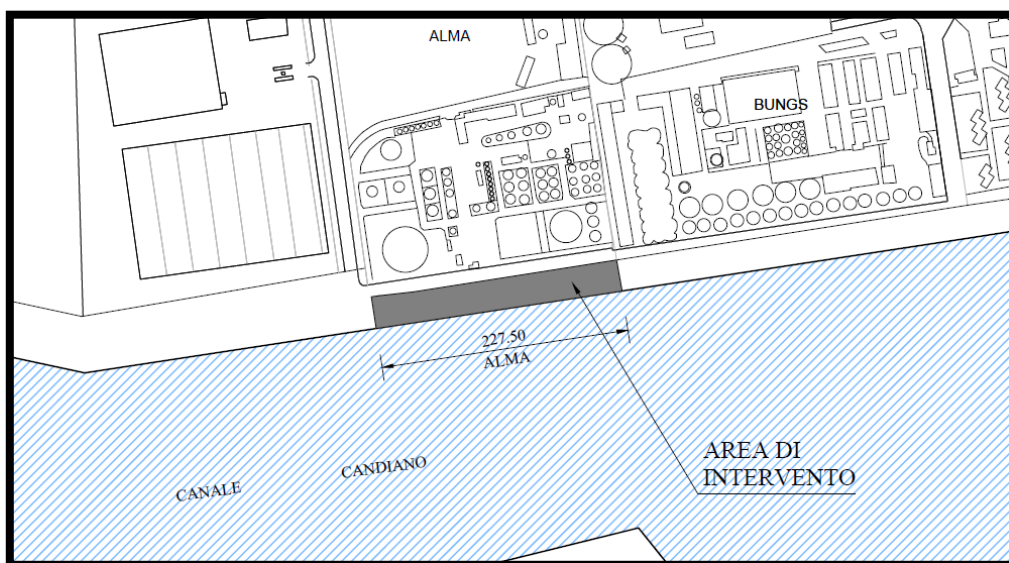 ALMA
BUNGS
227.50
ALMA
AREA DI
INTERVENTO
CANALE CANDIANO